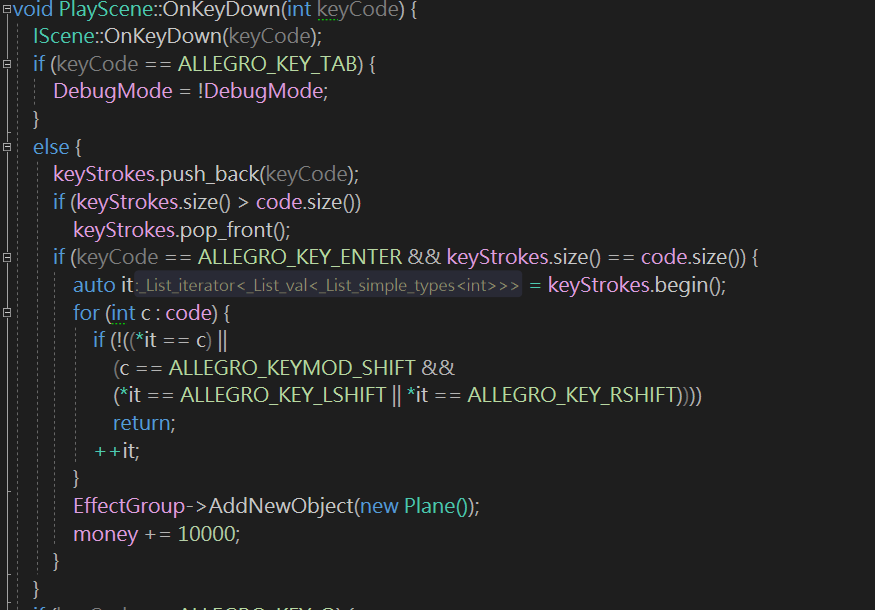 void PlayScene::OnKeyDown(int keyCode) {
IScene::OnKeyDown(keyCode);
if (keyCode == ALLEGRO_KEY_TAB) {
DebugMode = !DebugMode;
}
else {
keyStrokes.push_back(keyCode);
if (keyStrokes.size() > code.size())
keyStrokes.pop_front();
if (keyCode == ALLEGRO_KEY_ENTER && keyStrokes.size() == code.size()) {
auto it:_List_iterator<_List_val<_List_simple_types<int>>> = keyStrokes.begin();
for (int c : code) {
if (!((*it == c) ||
(c == ALLEGRO_KEYMOD_SHIFT &&
(*it == ALLEGRO_KEY_LSHIFT || *it == ALLEGRO_KEY_RSHIFT))))
return;
++it;
}
EffectGroup->AddNewObject(new Plane());
money += 10000;
}
}